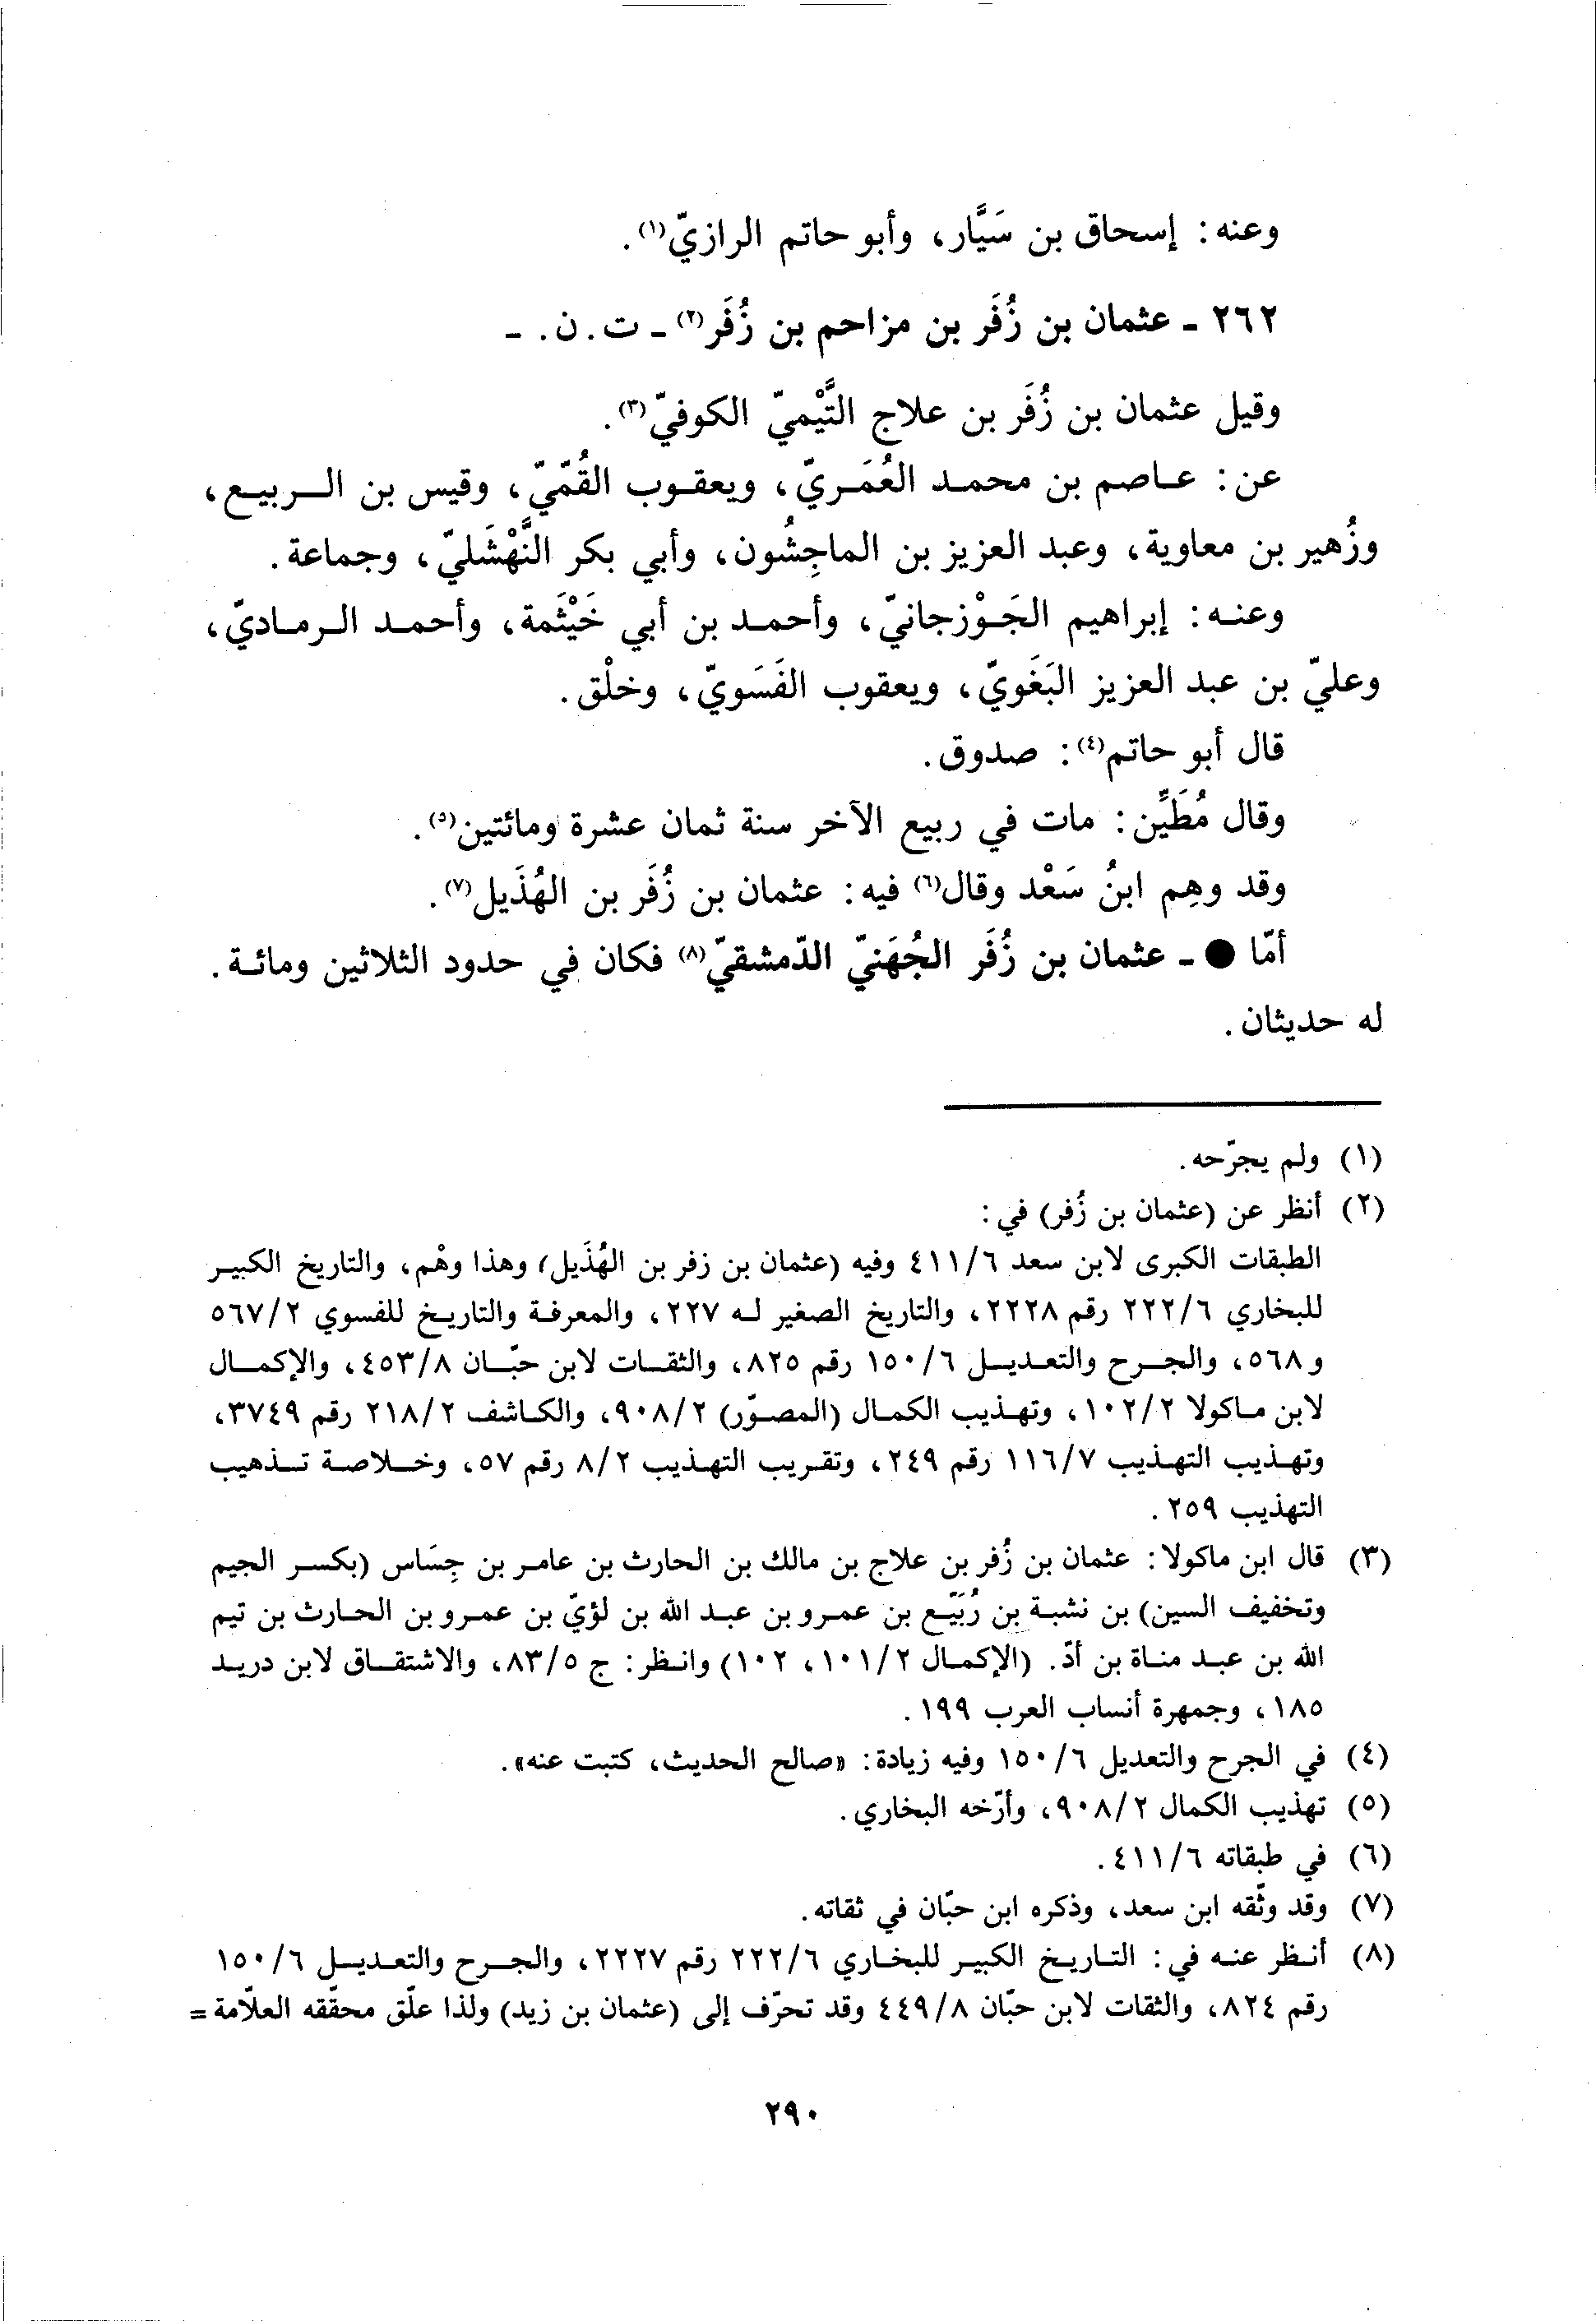 وعنه: إسحاق بن سَيَّار، وأبو حاتم الرازيّ(١).
٢٦٢ - عثمان بن زُفَر بن مزاحم بن زُفَر(٢) - ت. ن. -
وقيل عثمان بن زُفَر بن علاج التَّيْميّ الكوفيّ(٣).
عن: عاصم بن محمد العُمَريّ، ويعقوب القُمّيّ، وقيس بن الربيع،
وزُهير بن معاوية، وعبد العزيز بن الماجِشُون، وأبي بكر النَّهْشَليّ، وجماعة.
وعنه: إبراهيم الجَوْزجانيّ، وأحمد بن أبي خَيْثَمة، وأحمد الرماديّ،
وعليّ بن عبد العزيز البَغَويّ، ويعقوب الفَسَويّ، وخلْق.
قال أبو حاتم(٤): صدوق.
وقال مُطَيِّن: مات في ربيع الآخر سنة ثمان عشرة ومائتين(٥).
وقد وهِم ابنُ سَعْد وقال(٦) فيه: عثمان بن زُفَر بن الهُذَيل(٧).
أمّا ● - عثمان بن زُفَر الجُهَنيّ الدّمشقيّ(٨) فكان في حدود الثلاثين ومائة.
له حديثان.
(١) ولم يجرّحه.
(٢) أنظر عن (عثمان بن زُفر) في:
الطبقات الكبرى لابن سعد ٤١١/٦ وفيه (عثمان بن زفر بن الهُذَيل) وهذا وهْم، والتاريخ الكبير
للبخاري ٢٢٢/٦ رقم ٢٢٢٨، والتاريخ الصغير له ٢٢٧، والمعرفة والتاريخ للفسوي ٥٦٧/٢
و ٥٦٨، والجرح والتعديل ١٥٠/٦ رقم ٨٢٥، والثقات لابن حبّان ٤٥٣/٨، والإكمال
لابن ماكولا ١٠٢/٢، وتهذيب الكمال (المصوّر) ٩٠٨/٢، والكاشف ٢١٨/٢ رقم ٣٧٤٩،
وتهذيب التهذيب ١١٦/٧ رقم ٢٤٩، وتقريب التهذيب ٨/٢ رقم ٥٧، وخلاصة تذهيب
التهذيب ٢٥٩.
(٣) قال ابن ماكولا: عثمان بن زُفر بن علاج بن مالك بن الحارث بن عامر بن جِسَاس (بكسر الجيم
وتخفيف السين) بن نشبة بن رُبَيّع بن عمرو بن عبد الله بن لؤيّ بن عمرو بن الحارث بن تيم
الله بن عبد مناة بن أدّ. (الإكمال ١٠١/٢، ١٠٢) وانظر: ج ٨٣/٥، والاشتقاق لابن دريد
١٨٥، وجمهرة أنساب العرب ١٩٩.
(٤) في الجرح والتعديل ١٥٠/٦ وفيه زيادة: «صالح الحديث، كتبت عنه».
(٥) تهذيب الكمال ٩٠٨/٢، وأرّخه البخاري.
(٦) في طبقاته ٤١١/٦.
(٧) وقد وثّقه ابن سعد، وذكره ابن حبّان في ثقاته.
(٨) أنظر عنه في: التاريخ الكبير للبخاري ٢٢٢/٦ رقم ٢٢٢٧، والجرح والتعديل ١٥٠/٦
رقم ٨٢٤، والثقات لابن حبّان ٤٤٩/٨ وقد تحرّف إلى (عثمان بن زيد) ولذا علّق محقّقه العلّامة =
٢٩٠